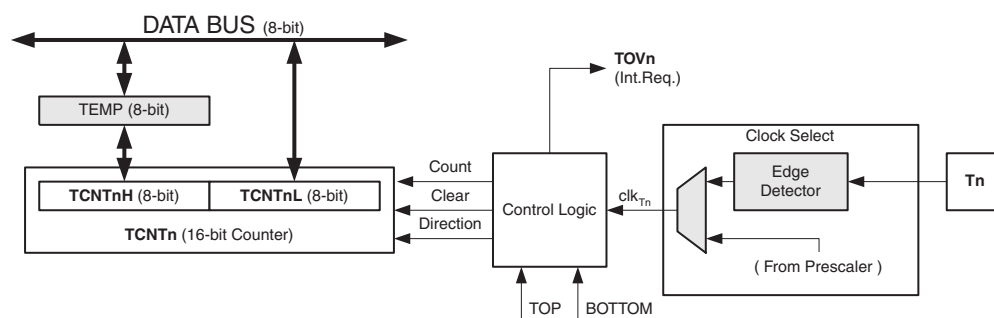 DATA BUS (8-bit)
TOVn
(Int.Req.)
TEMP (8-bit)
Clock Select
Count
Edge
Detector
Tn
TCNTnH (8-bit) TCNTnL (8-bit)
Clear
Control Logic
clkTn
TCNTn (16-bit Counter)
Direction
( From Prescaler )
TOP
BOTTOM